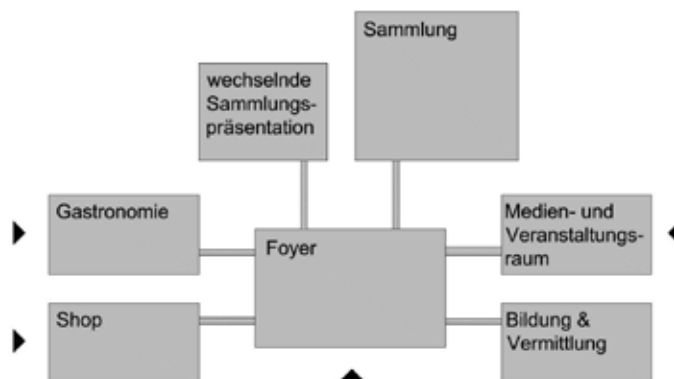 Sammlung
wechselnde
Sammlungs-
präsentation
Gastronomie
Foyer
Medien- und
Veranstaltungs-
raum
Shop
Bildung &
Vermittlung